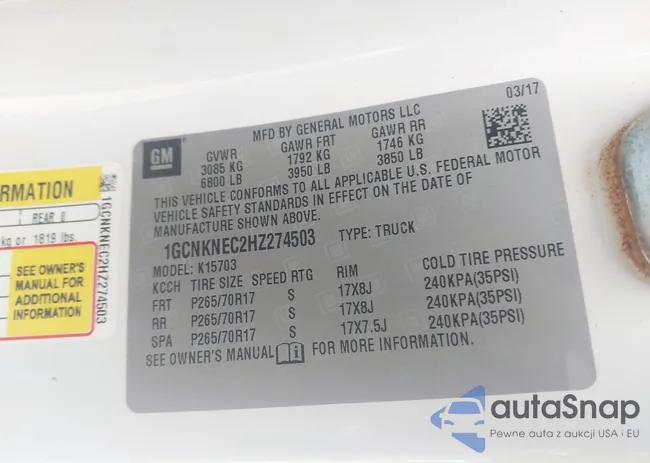 03/17
MFD BY GENERAL MOTORS LLC
GM
GVWR GAWR FRT GAWR RR
3085 KG 1792 KG 1746 KG
6800 LB 3950 LB 3850 LB
THIS VEHICLE CONFORMS TO ALL APPLICABLE U.S. FEDERAL MOTOR
VEHICLE SAFETY STANDARDS IN EFFECT ON THE DATE OF
MANUFACTURE SHOWN ABOVE.
1GCNKNEC2HZ274503 TYPE: TRUCK
MODEL: K15703
KCCH TIRE SIZE SPEED RTG RIM COLD TIRE PRESSURE
FRT P265/70R17 S 17X8J 240KPA(35PSI)
RR P265/70R17 S 17X8J 240KPA(35PSI)
SPA P265/70R17 S 17X7.5J 240KPA(35PSI)
SEE OWNER'S MANUAL FOR MORE INFORMATION.
ORMATION
REAR 0
kg or 1819 lbs.
SEE OWNER'S
MANUAL FOR
ADDITIONAL
INFORMATION
1GCNKNEC2HZ274503
autaSnap
Pewne auta z aukcji USA i EU